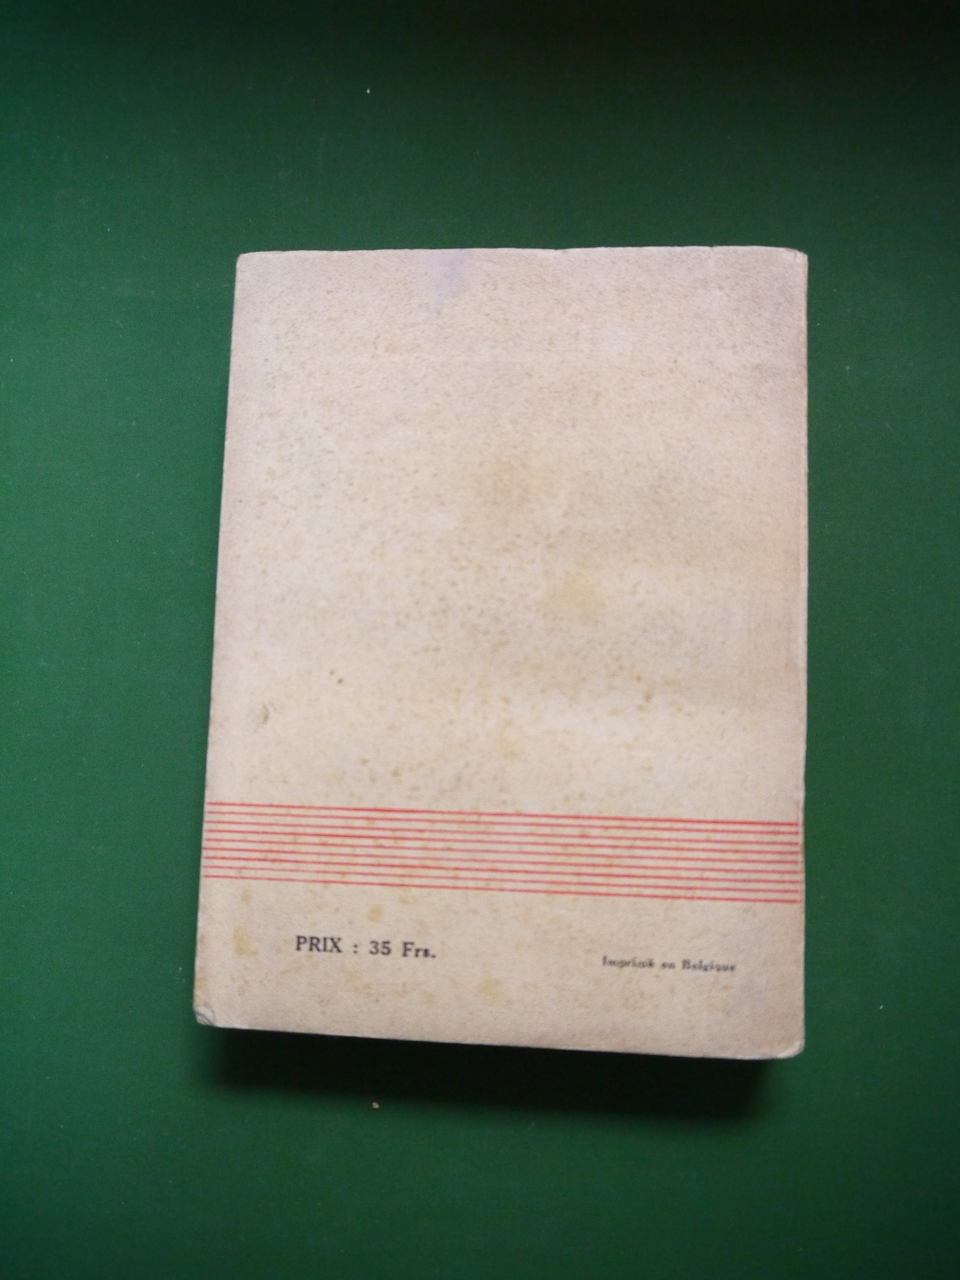 PRIX : 35 Frs.
Imprimé en Belgique